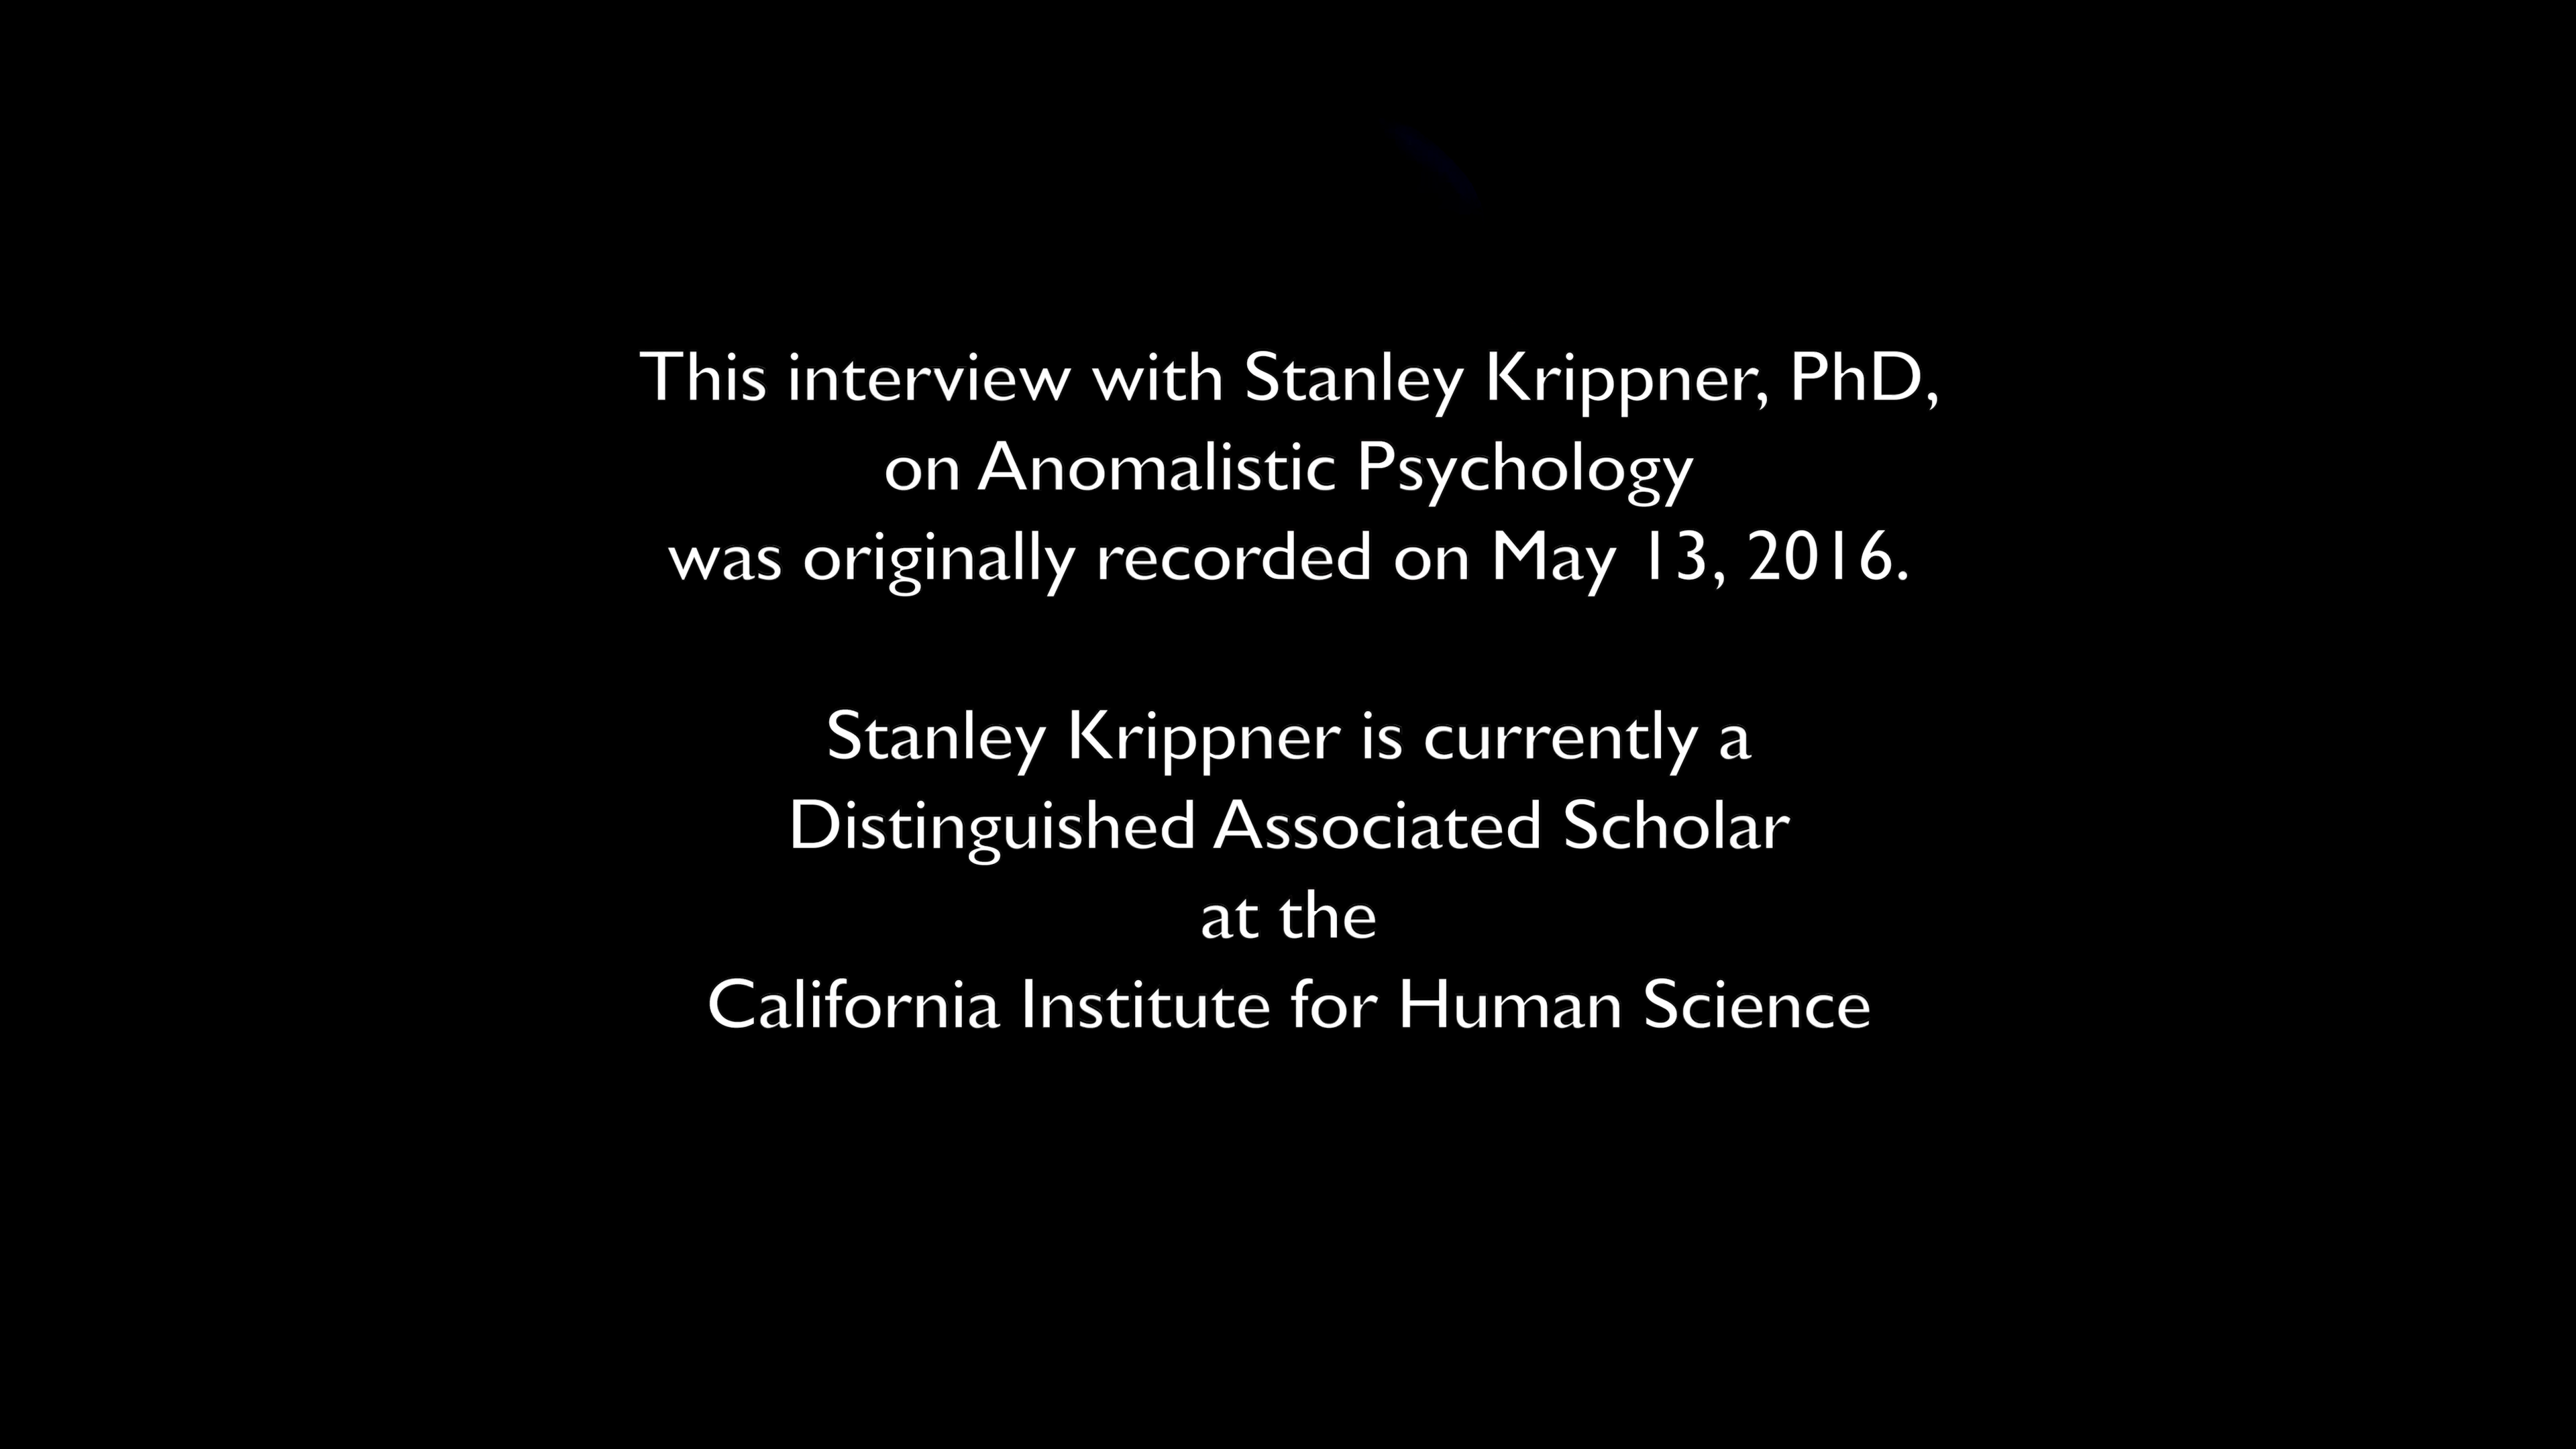 This interview with Stanley Krippner, PhD,
on Anomalistic Psychology
was originally recorded on May 13, 2016.
Stanley Krippner is currently a
Distinguished Associated Scholar
at the
California Institute for Human Science